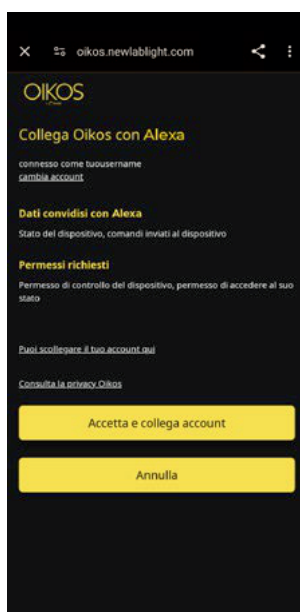 oikos.newlablight.com
OIKOS
Collega Oikos con Alexa
connesso come tuousername
cambia account
Dati convidisi con Alexa
Stato del dispositivo, comandi inviati al dispositivo
Permessi richiesti
Permesso di controllo del dispositivo, permesso di accedere al suo
stato
Puoi scollegare il tuo account qui
Consulta la privacy Oikos
Accetta e collega account
Annulla